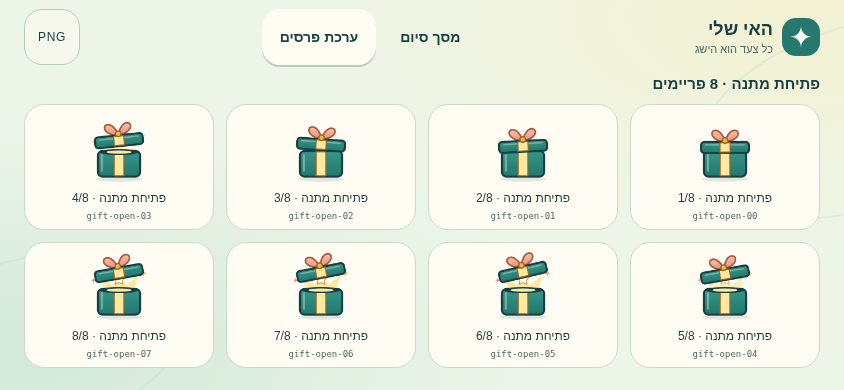 האי שלי
כל צעד הוא הישג
מסך סיום
ערכת פרסים
PNG
פתיחת מתנה · 8 פריימים
פתיחת מתנה · 1/8
gift-open-00
פתיחת מתנה · 2/8
gift-open-01
פתיחת מתנה · 3/8
gift-open-02
פתיחת מתנה · 4/8
gift-open-03
פתיחת מתנה · 5/8
gift-open-04
פתיחת מתנה · 6/8
gift-open-05
פתיחת מתנה · 7/8
gift-open-06
פתיחת מתנה · 8/8
gift-open-07